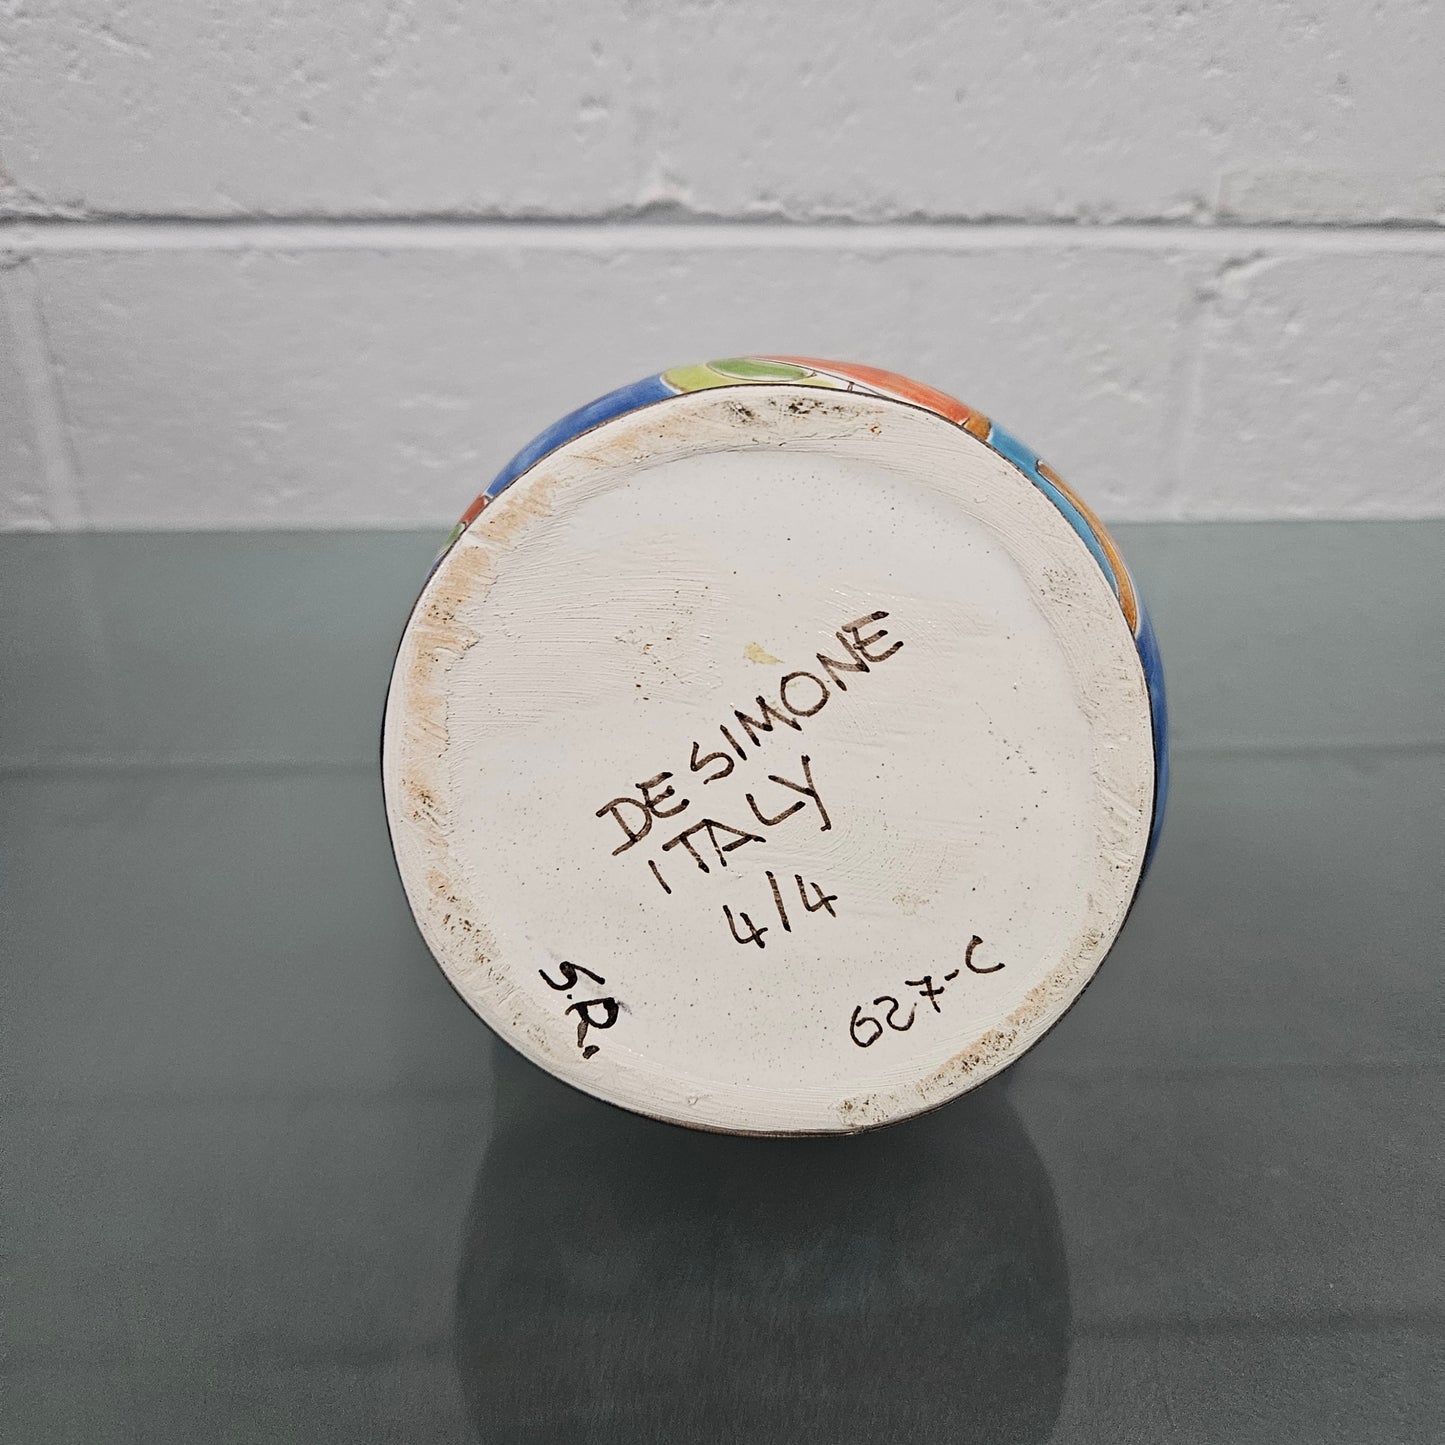 DE SIMONE
ITALY
4/4
S.R.
627-C